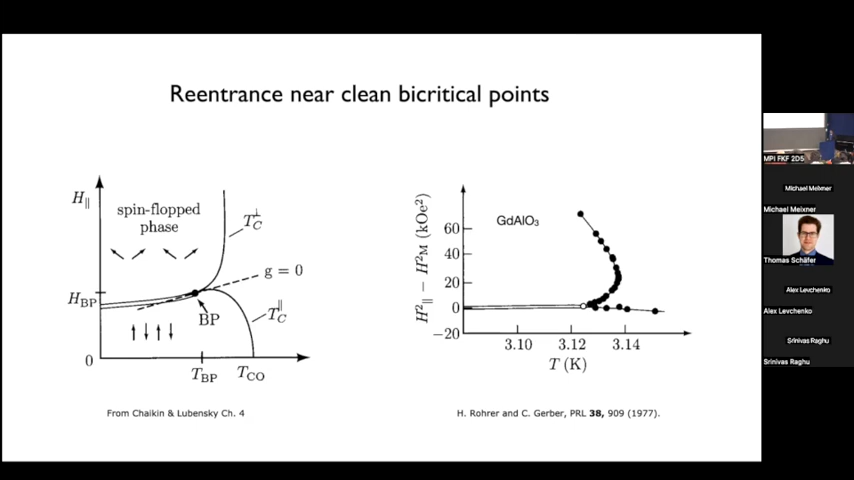 Reentrance near clean bicritical points
H∥
spin-flopped
phase
T_C^⊥
g = 0
H_BP
BP
T_C^∥
0
T_BP
T_CO
From Chaikin & Lubensky Ch. 4
H²∥ − H²M (kOe²)
GdAlO₃
60
40
20
0
−20
3.10
3.12
3.14
T (K)
H. Rohrer and C. Gerber, PRL 38, 909 (1977).
MPI FKF 2D5
Michael Meixner
Michael Meixner
Thomas Schäfer
Alex Levchenko
Alex Levchenko
Srinivas Raghu
Srinivas Raghu